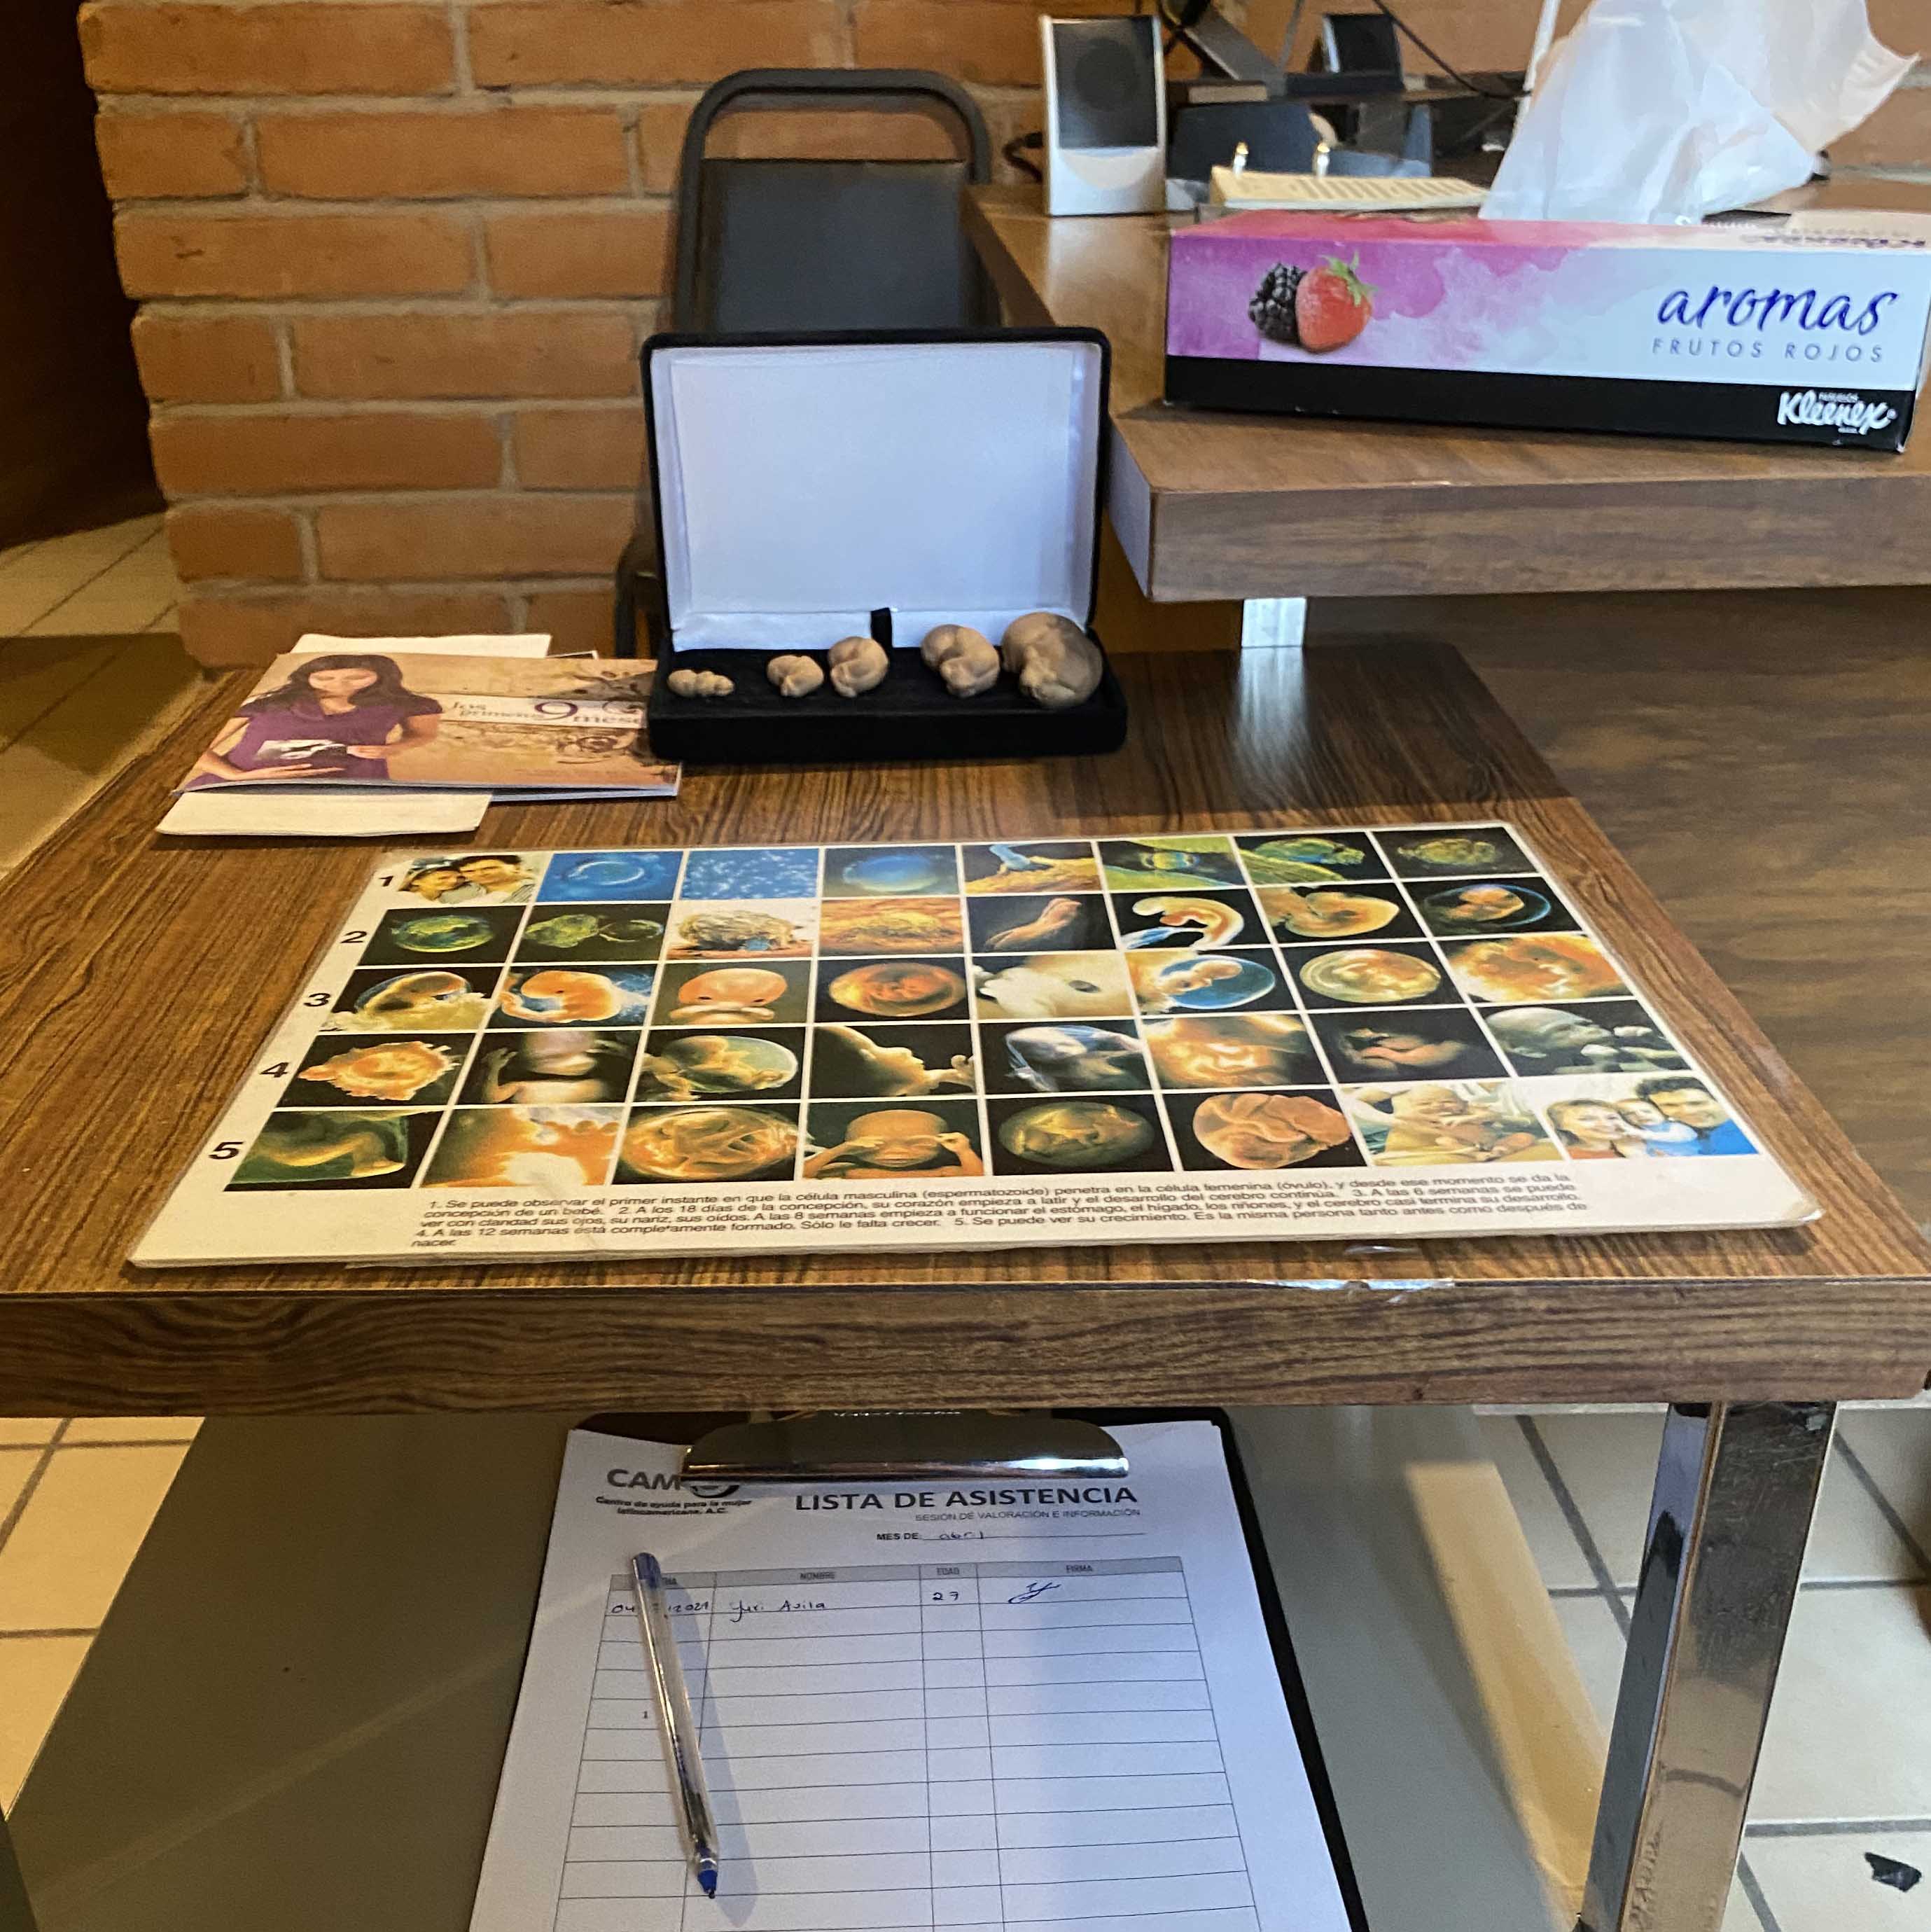 aromas
FRUTOS ROJOS
Kleenex
los
primeros 9 mese
1
2
3
4
5
1. Se puede observar el primer instante en que la célula masculina (espermatozoide) penetra en la célula femenina (óvulo), y desde ese momento se da la
concepción de un bebé. 2. A los 18 días de la concepción, su corazón empieza a latir y el desarrollo del cerebro continúa. 3. A las 6 semanas se puede
ver con claridad sus ojos, su nariz, sus oídos. A las 8 semanas empieza a funcionar el estómago, el hígado, los riñones, y el cerebro casi termina su desarrollo.
4. A las 12 semanas está completamente formado. Sólo le falta crecer. 5. Se puede ver su crecimiento. Es la misma persona tanto antes como después de
nacer.
CAM
Centro de ayuda para la mujer
latinoamericana, A.C.
LISTA DE ASISTENCIA
SESIÓN DE VALORACIÓN E INFORMACIÓN
MES DE: abril
NOMBRE EDAD FIRMA
04 2021 Yuri Avila 27